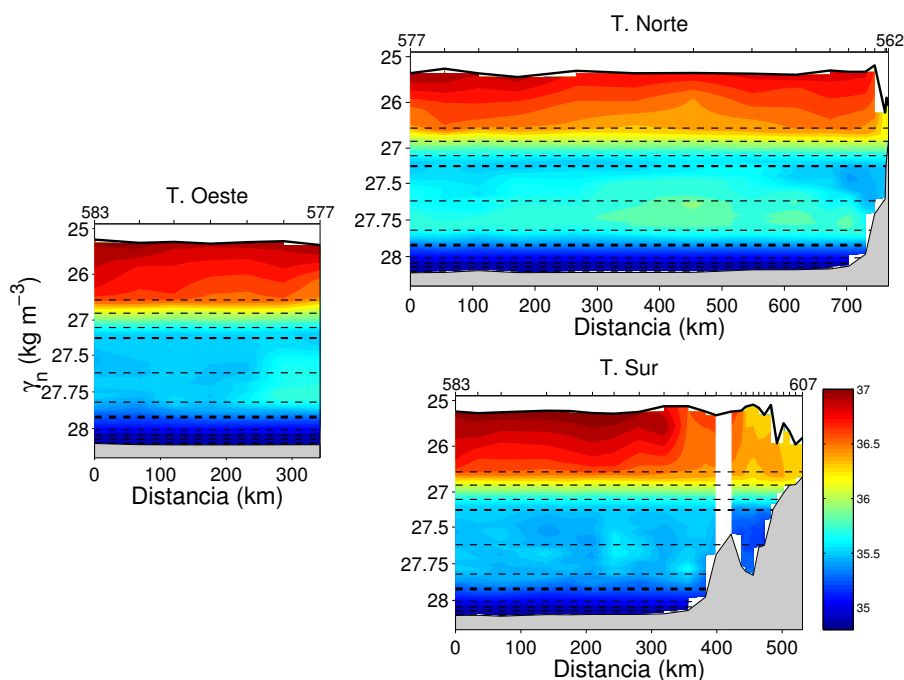 T. Norte
577 562
25
26
27
27.5
27.75
28
0 100 200 300 400 500 600 700
Distancia (km)
T. Oeste
583 577
25
26
27
27.5
27.75
28
γn (kg m−3)
0 100 200 300
Distancia (km)
T. Sur
583 607
25
26
27
27.5
27.75
28
0 100 200 300 400 500
Distancia (km)
37
36.5
36
35.5
35